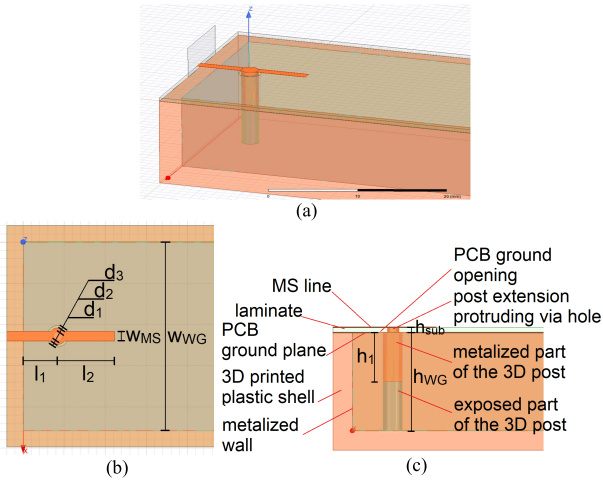 z
0
10
20 (mm)
(a)
z
d3
d2
d1
wMS
wWG
l1
l2
x
(b)
PCB ground
opening
MS line
post extension
protruding via hole
laminate
hsub
PCB
ground plane
h1
metalized part
of the 3D post
3D printed
plastic shell
hWG
exposed part
of the 3D post
metalized
wall
(c)